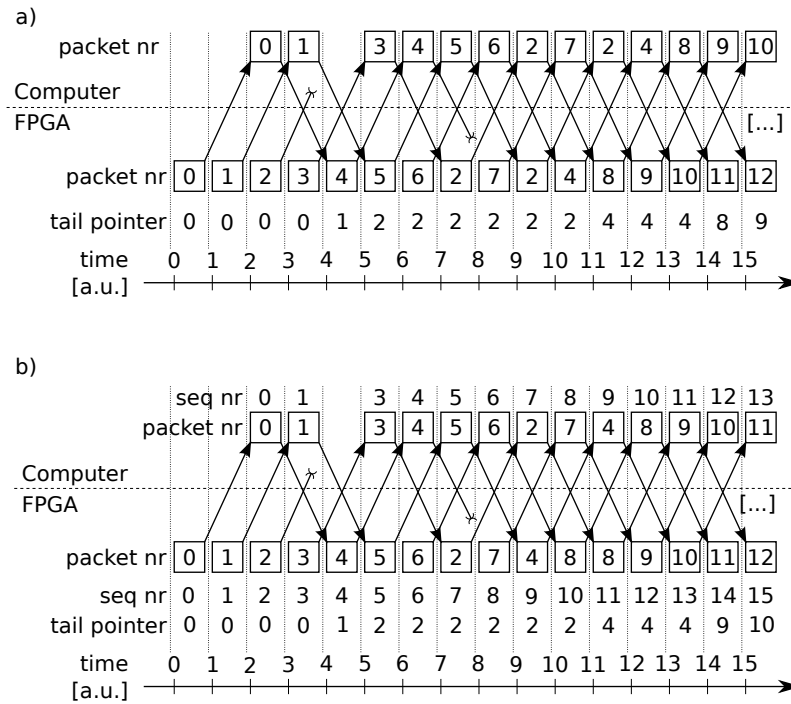 a)
packet nr 0 1 3 4 5 6 2 7 2 4 8 9 10
Computer
FPGA [...]
packet nr 0 1 2 3 4 5 6 2 7 2 4 8 9 10 11 12
tail pointer 0 0 0 0 1 2 2 2 2 2 2 4 4 4 8 9
time 0 1 2 3 4 5 6 7 8 9 10 11 12 13 14 15
[a.u.]
b)
seq nr 0 1 3 4 5 6 7 8 9 10 11 12 13
packet nr 0 1 3 4 5 6 2 7 4 8 9 10 11
Computer
FPGA [...]
packet nr 0 1 2 3 4 5 6 2 7 4 8 8 9 10 11 12
seq nr 0 1 2 3 4 5 6 7 8 9 10 11 12 13 14 15
tail pointer 0 0 0 0 1 2 2 2 2 2 2 4 4 4 9 10
time 0 1 2 3 4 5 6 7 8 9 10 11 12 13 14 15
[a.u.]